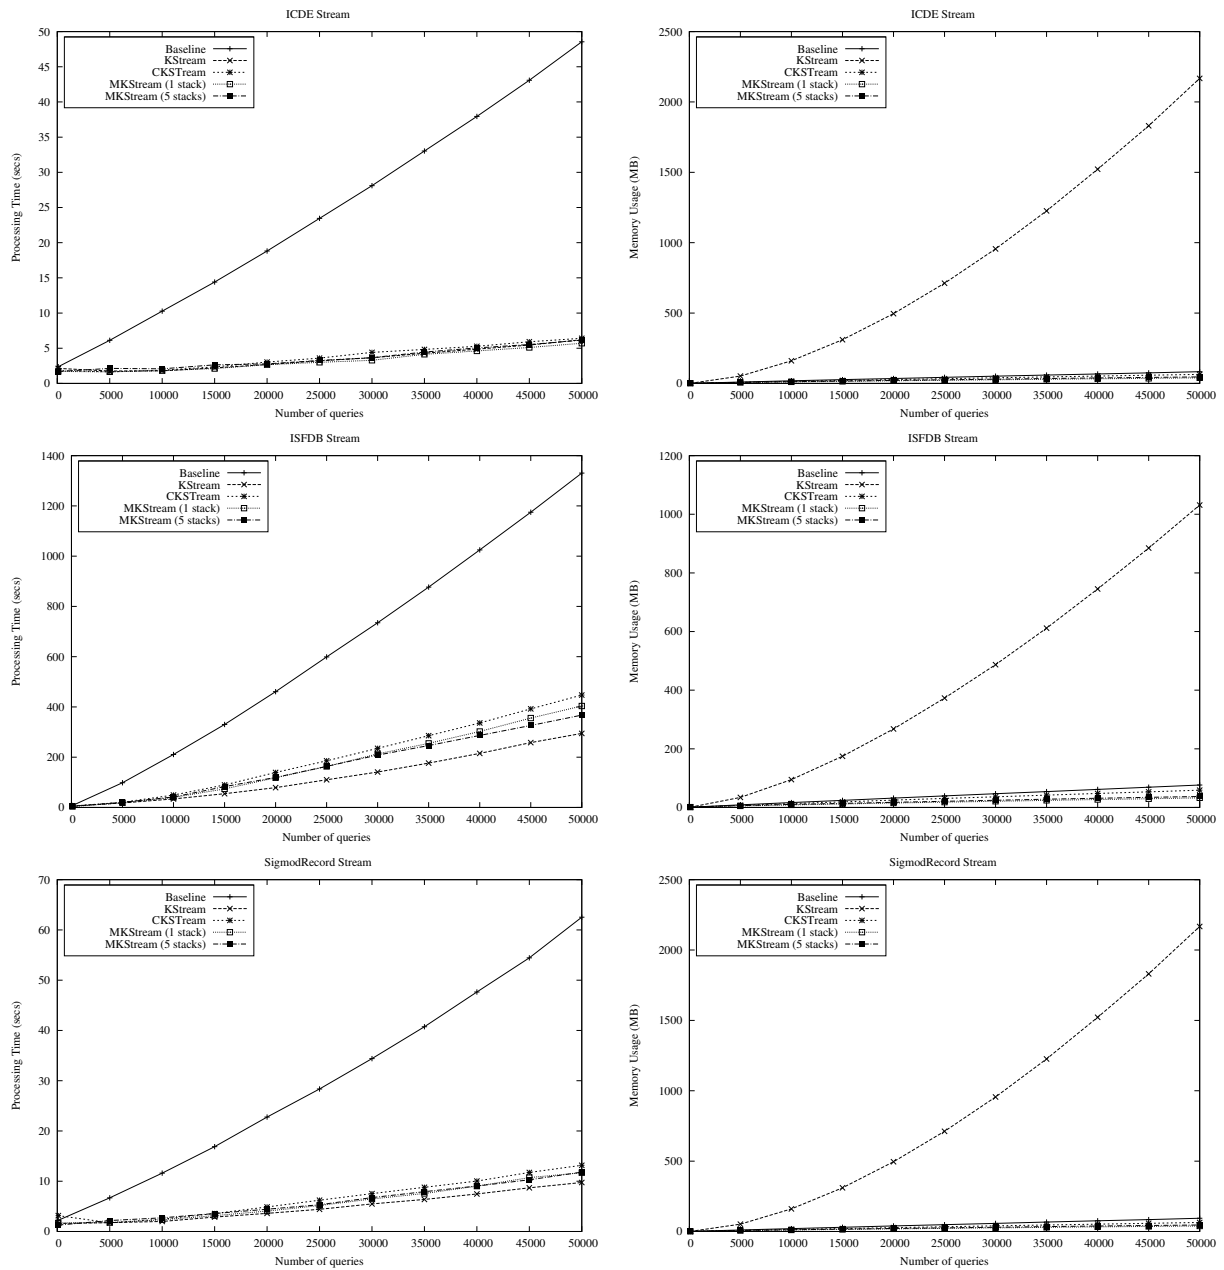 ICDE Stream
50
45
40
35
30
25
20
15
10
5
0
Processing Time (secs)
Baseline
KStream
CKSTream
MKStream (1 stack)
MKStream (5 stacks)
0 5000 10000 15000 20000 25000 30000 35000 40000 45000 50000
Number of queries
ICDE Stream
2500
2000
1500
1000
500
0
Memory Usage (MB)
Baseline
KStream
CKSTream
MKStream (1 stack)
MKStream (5 stacks)
0 5000 10000 15000 20000 25000 30000 35000 40000 45000 50000
Number of queries
ISFDB Stream
1400
1200
1000
800
600
400
200
0
Processing Time (secs)
Baseline
KStream
CKSTream
MKStream (1 stack)
MKStream (5 stacks)
0 5000 10000 15000 20000 25000 30000 35000 40000 45000 50000
Number of queries
ISFDB Stream
1200
1000
800
600
400
200
0
Memory Usage (MB)
Baseline
KStream
CKSTream
MKStream (1 stack)
MKStream (5 stacks)
0 5000 10000 15000 20000 25000 30000 35000 40000 45000 50000
Number of queries
SigmodRecord Stream
70
60
50
40
30
20
10
0
Processing Time (secs)
Baseline
KStream
CKSTream
MKStream (1 stack)
MKStream (5 stacks)
0 5000 10000 15000 20000 25000 30000 35000 40000 45000 50000
Number of queries
SigmodRecord Stream
2500
2000
1500
1000
500
0
Memory Usage (MB)
Baseline
KStream
CKSTream
MKStream (1 stack)
MKStream (5 stacks)
0 5000 10000 15000 20000 25000 30000 35000 40000 45000 50000
Number of queries